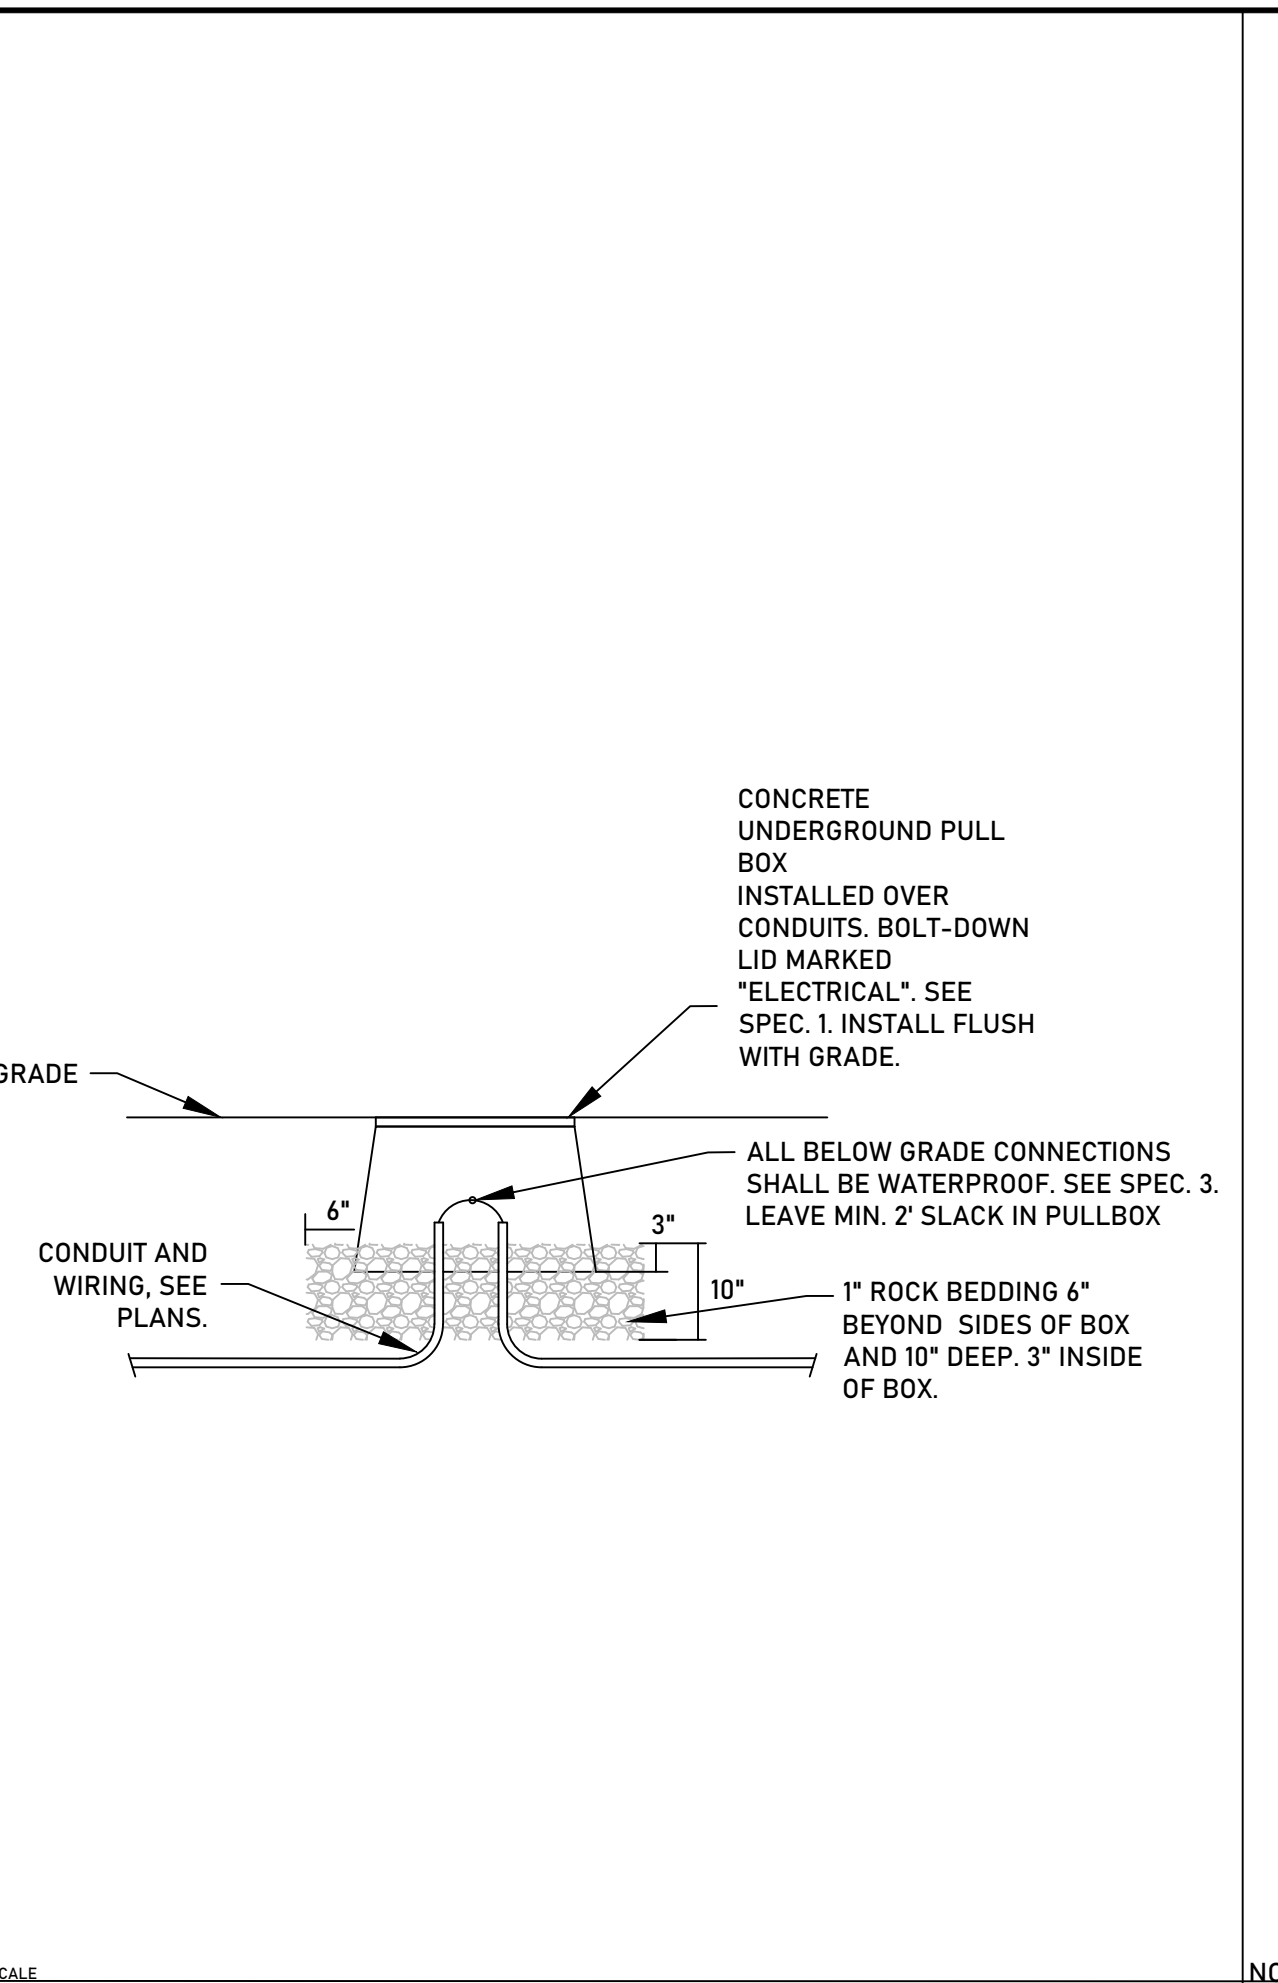 CONCRETE
UNDERGROUND PULL
BOX
INSTALLED OVER
CONDUITS. BOLT-DOWN
LID MARKED
"ELECTRICAL". SEE
SPEC. 1. INSTALL FLUSH
WITH GRADE.
GRADE
ALL BELOW GRADE CONNECTIONS
SHALL BE WATERPROOF. SEE SPEC. 3.
LEAVE MIN. 2' SLACK IN PULLBOX
6"
3"
CONDUIT AND
WIRING, SEE
PLANS.
10"
1" ROCK BEDDING 6"
BEYOND SIDES OF BOX
AND 10" DEEP. 3" INSIDE
OF BOX.